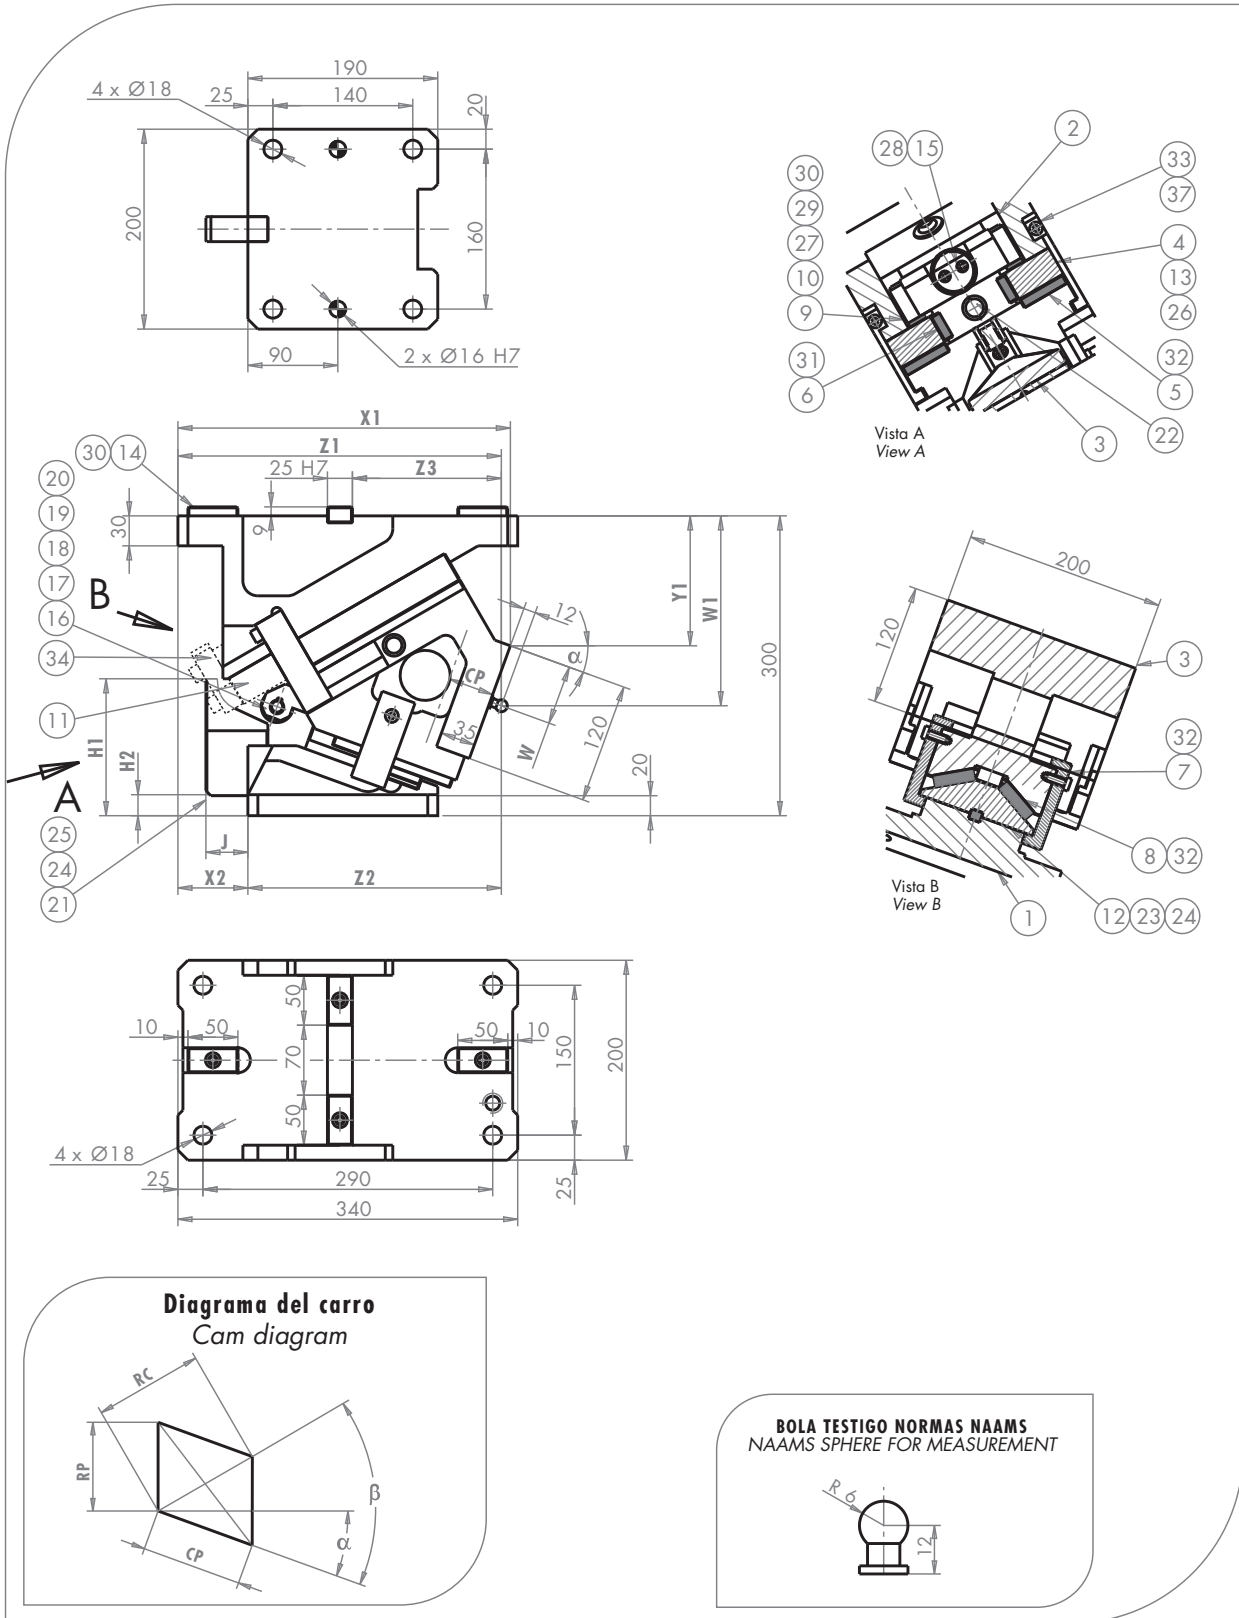 190
4 x Ø18
25
140
20
200
160
90
2 x Ø16 H7
28
15
2
30
29
27
10
9
31
6
33
37
4
13
26
32
5
22
3
Vista A
View A
X1
Z1
30
14
25 H7
Z3
20
19
18
17
16
34
11
30
9
B
Y1
W1
12
α
300
CP
35
W
120
20
H1
H2
A
25
24
21
J
X2
Z2
200
120
3
32
7
8
32
Vista B
View B
1
12
23
24
10
50
50
70
50
50
10
150
200
4 x Ø18
25
290
25
340
Diagrama del carro
Cam diagram
RC
RP
β
α
CP
BOLA TESTIGO NORMAS NAAMS
NAAMS SPHERE FOR MEASUREMENT
R 6
12